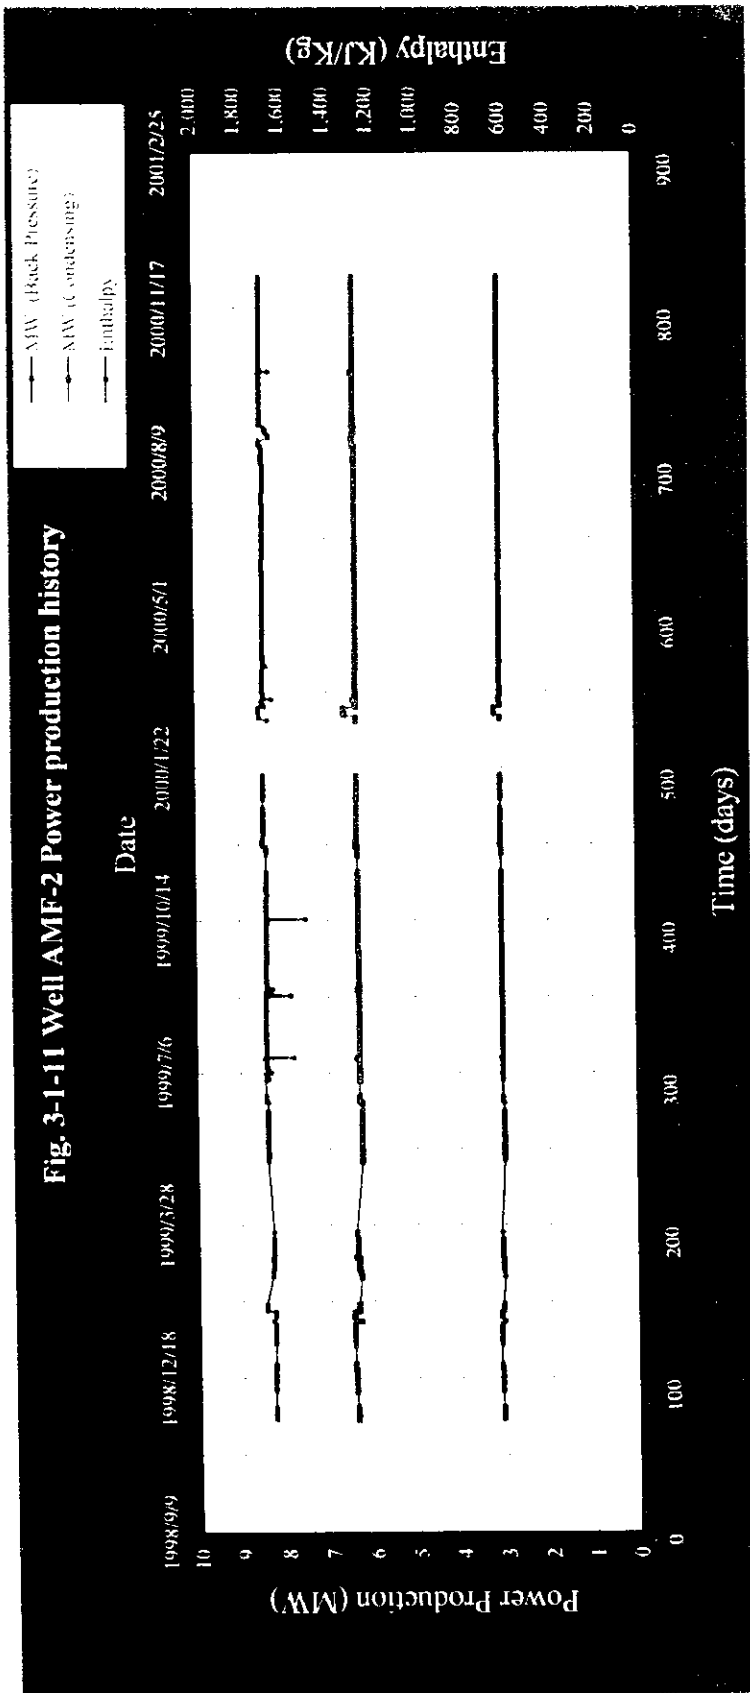 Fig. 3-1-11 Well AMF-2 Power production history
MW (Back Pressure)
MW (Condensing)
Enthalpy
Date
1998/9/9 1998/12/18 1999/3/28 1999/7/6 1999/10/14 2000/1/22 2000/5/1 2000/8/9 2000/11/17 2001/2/25
Power Production (MW)
10
9
8
7
6
5
4
3
2
1
0
Enthalpy (KJ/Kg)
2.000
1.800
1.600
1.400
1.200
1.000
800
600
400
200
0
0 100 200 300 400 500 600 700 800 900
Time (days)